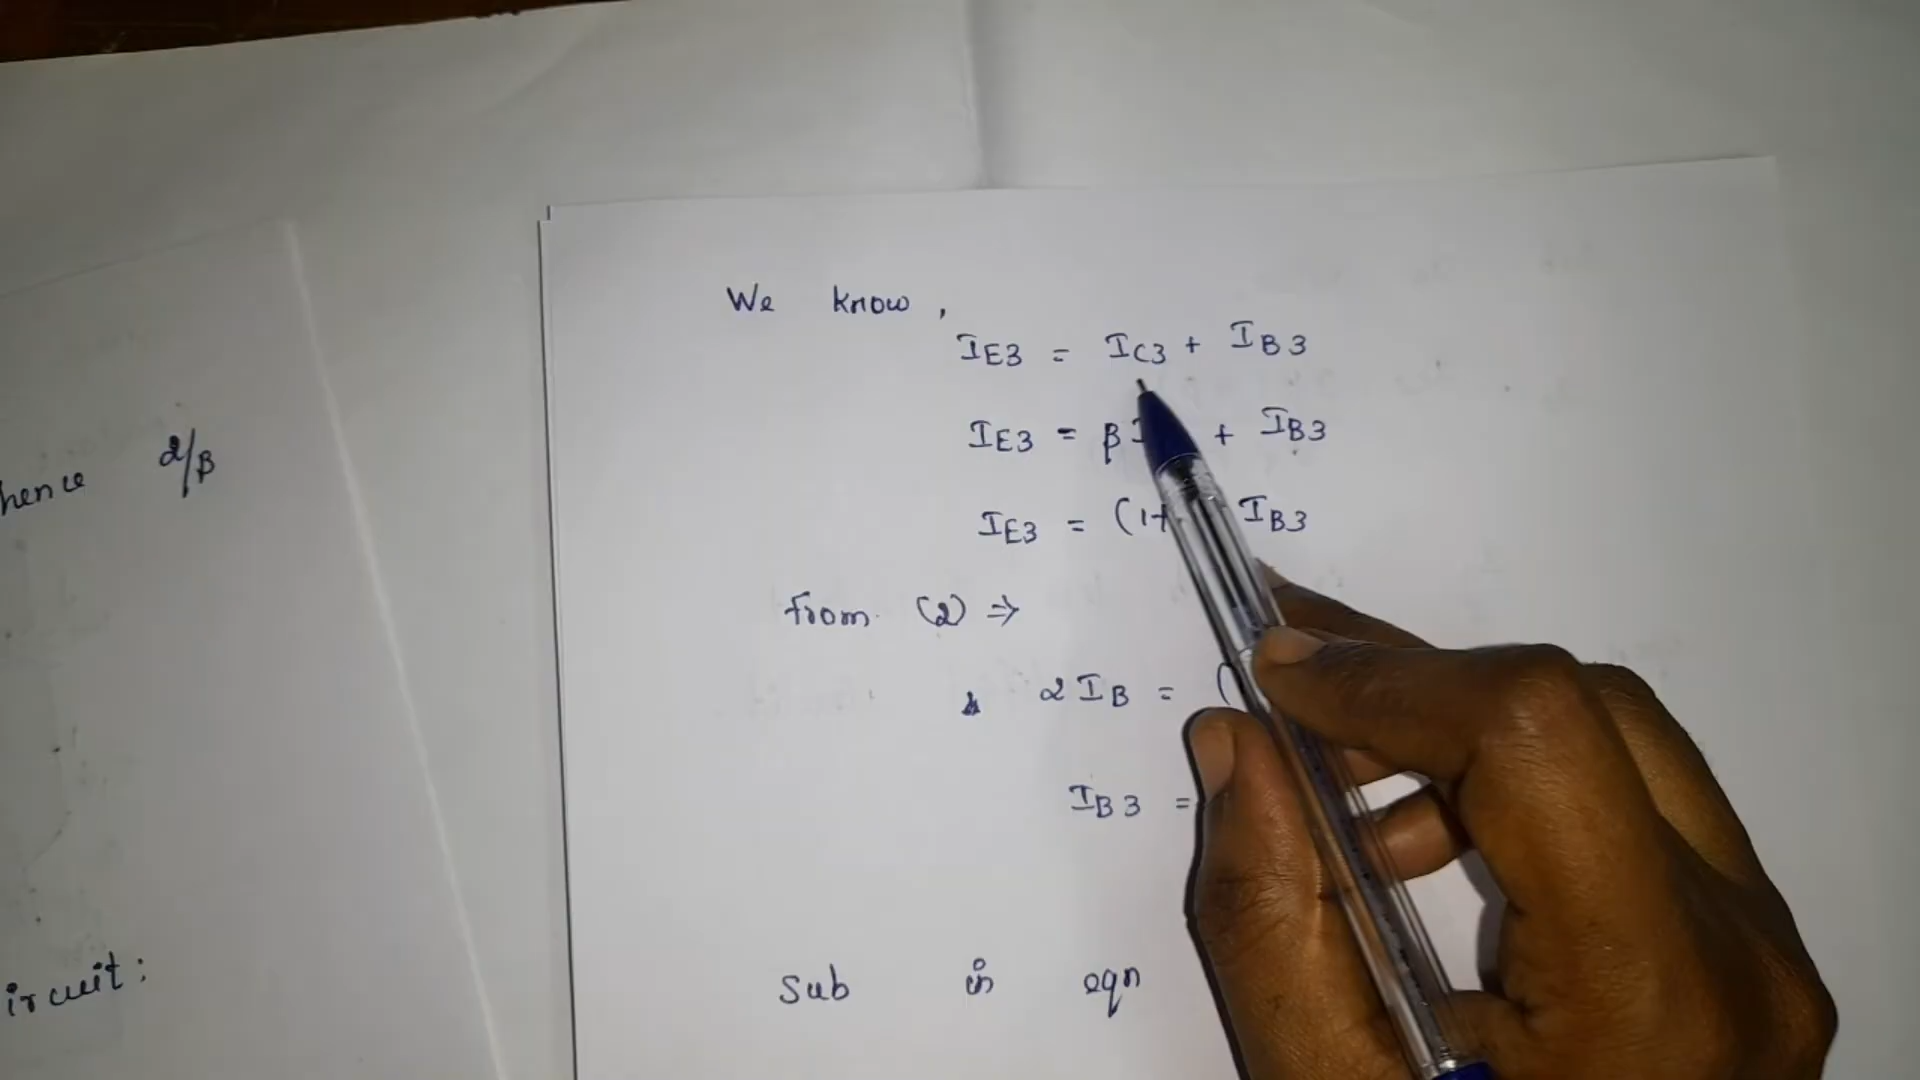 hence 2/β
ircuit:
We know,
IE3 = IC3 + IB3
IE3 = β I + IB3
IE3 = (1+ IB3
from (2) ⇒
2 IB = (
IB3 =
Sub in eqn